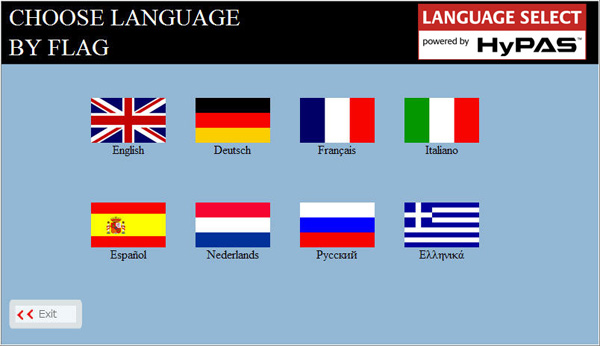 CHOOSE LANGUAGE
BY FLAG
LANGUAGE SELECT
powered by HyPAS™
English Deutsch Français Italiano
Español Nederlands Русский Ελληνικά
Exit